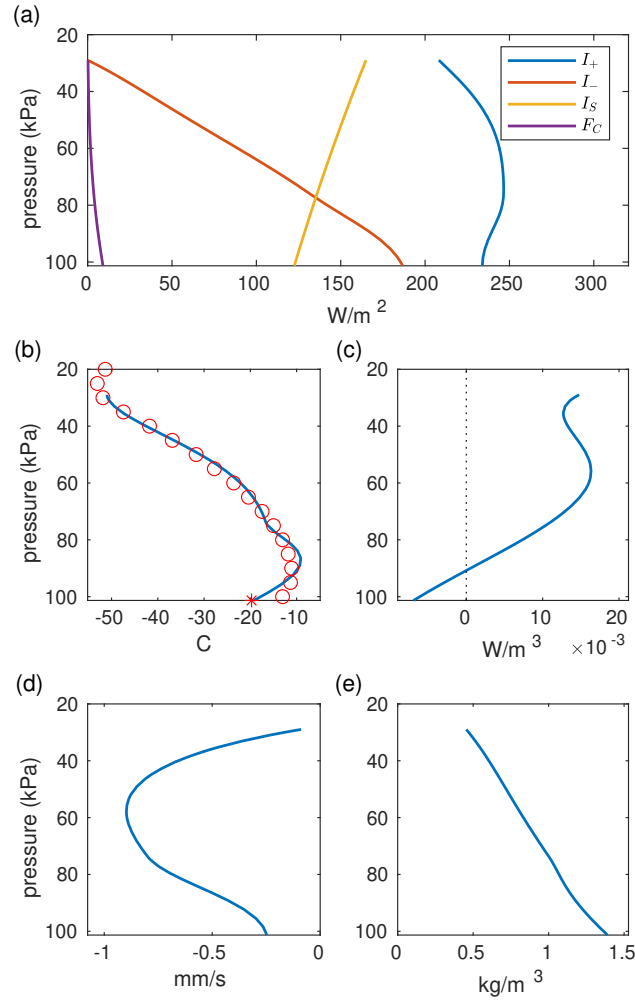 (a)
20
40
60
80
100
pressure (kPa)
0 50 100 150 200 250 300
W/m 2
I+
I−
IS
FC
(b)
20
40
60
80
100
pressure (kPa)
-50 -40 -30 -20 -10
C
(c)
20
40
60
80
100
pressure (kPa)
0 10 20
W/m 3
× 10 -3
(d)
20
40
60
80
100
pressure (kPa)
-1 -0.5 0
mm/s
(e)
20
40
60
80
100
0 0.5 1 1.5
kg/m 3